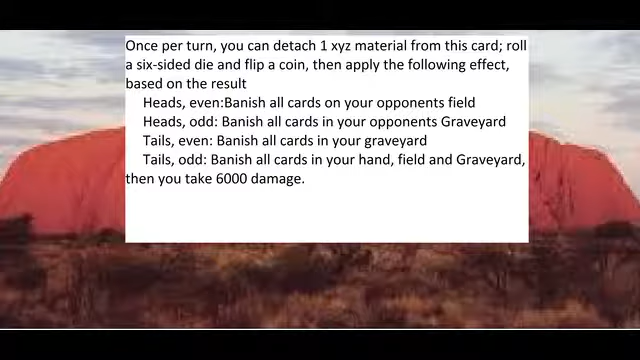 Once per turn, you can detach 1 xyz material from this card; roll
a six-sided die and flip a coin, then apply the following effect,
based on the result
Heads, even:Banish all cards on your opponents field
Heads, odd: Banish all cards in your opponents Graveyard
Tails, even: Banish all cards in your graveyard
Tails, odd: Banish all cards in your hand, field and Graveyard,
then you take 6000 damage.